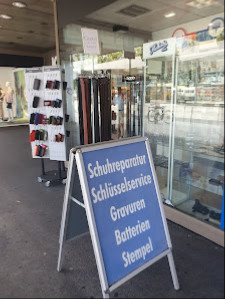 Schuhreparatur
Schlüsselservice
Gravuren
Batterien
Stempel